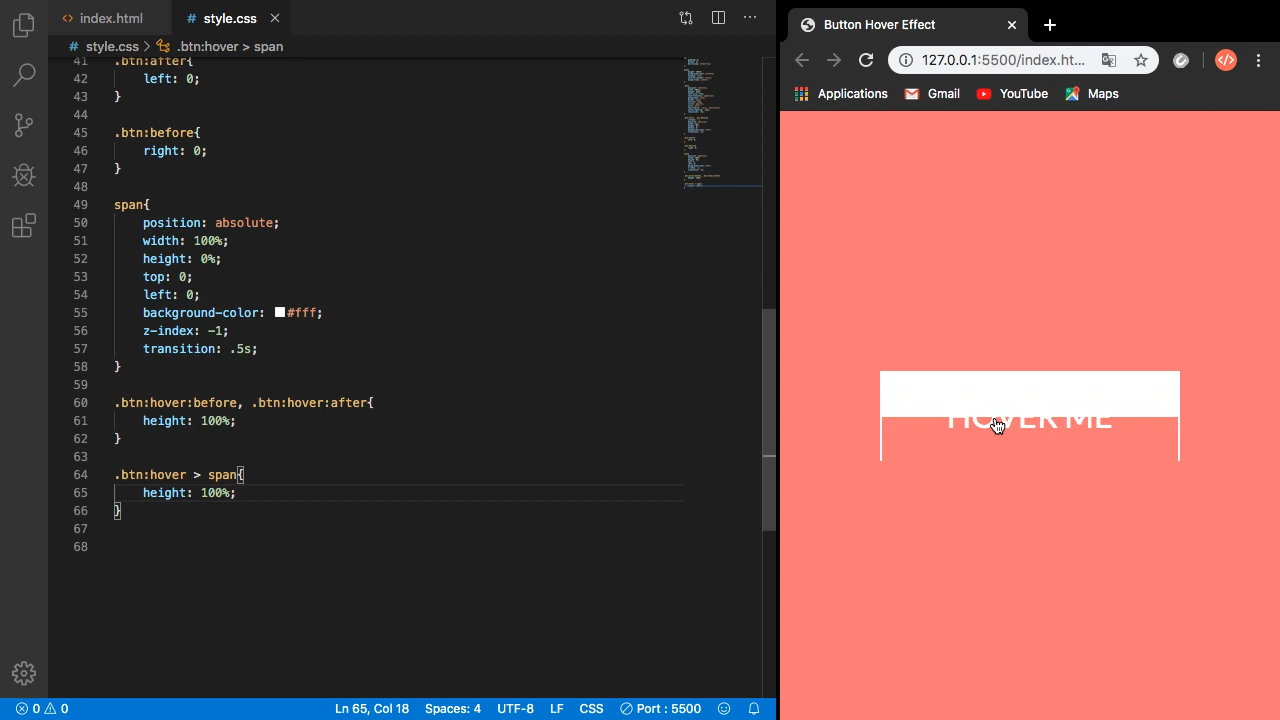 index.html
style.css
Button Hover Effect
style.css > .btn:hover > span
127.0.0.1:5500/index.ht...
Applications
Gmail
YouTube
Maps
41 .btn:after{
42 left: 0;
43 }
44
45 .btn:before{
46 right: 0;
47 }
48
49 span{
50 position: absolute;
51 width: 100%;
52 height: 0%;
53 top: 0;
54 left: 0;
55 background-color: #fff;
56 z-index: -1;
57 transition: .5s;
58 }
59
60 .btn:hover:before, .btn:hover:after{
61 height: 100%;
62 }
63
64 .btn:hover > span{
65 height: 100%;
66 }
67
68
HOVER ME
0 0
Ln 65, Col 18
Spaces: 4
UTF-8
LF
CSS
Port : 5500